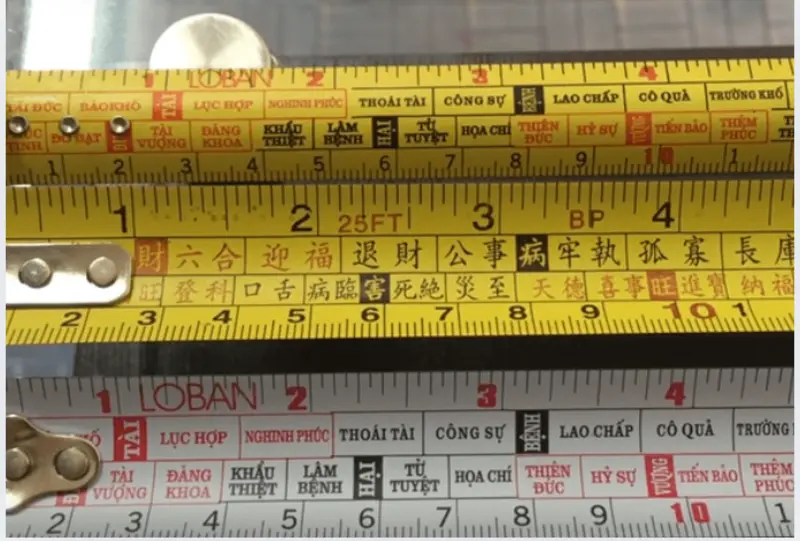 1 LOBAN 2 3 4
TÀI ĐỨC BẢO KHỐ TÀI LỤC HỢP NGHINH PHÚC THOÁI TÀI CÔNG SỰ BỆNH LAO CHẤP CÔ QUẢ TRƯỜNG KHỐ
TÀI VƯỢNG ĐĂNG KHOA KHẨU THIỆT LÂM BỆNH HẠI TỬ TUYỆT HỌA CHÍ THIÊN ĐỨC HỶ SỰ VƯỢNG TIẾN BẢO THÊM PHÚC
1 2 3 4 5 6 7 8 9 10 1
1 2 25FT 3 BP 4
財 六合 迎福 退財 公事 病 牢執 孤寡 長庫
旺 登科 口舌 病臨 害 死絶 災至 天德 喜事 旺 進寶 納福
2 3 4 5 6 7 8 9 10 1
1 LOBAN 2 3 4
TÀI LỤC HỢP NGHINH PHÚC THOÁI TÀI CÔNG SỰ BỆNH LAO CHẤP CÔ QUẢ TRƯỜNG
TÀI VƯỢNG ĐĂNG KHOA KHẨU THIỆT LÂM BỆNH HẠI TỬ TUYỆT HỌA CHÍ THIÊN ĐỨC HỶ SỰ VƯỢNG TIẾN BẢO THÊM PHÚC
2 3 4 5 6 7 8 9 10 1